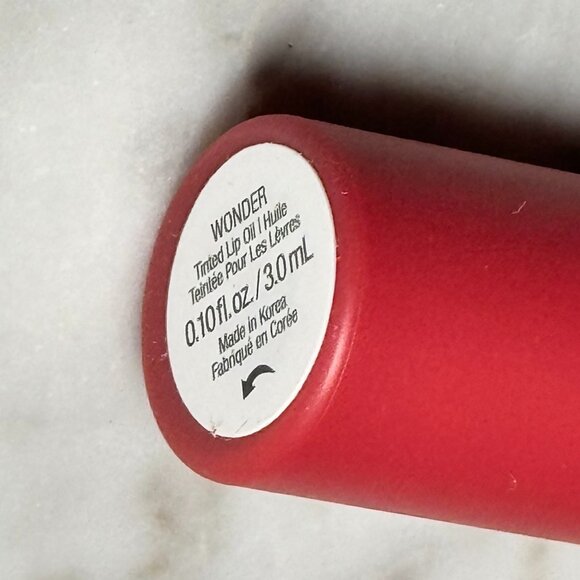 WONDER
Tinted Lip Oil | Huile
Teintée Pour Les Lèvres
0.10 fl. oz. / 3.0 mL
Made in Korea
Fabriqué en Corée